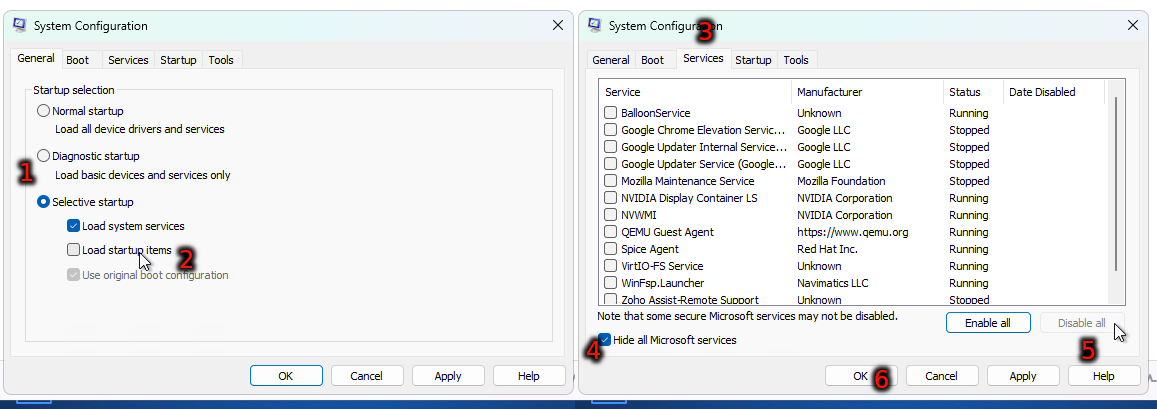 System Configuration
General Boot Services Startup Tools
Startup selection
Normal startup
Load all device drivers and services
Diagnostic startup
1
Load basic devices and services only
Selective startup
Load system services
Load startup items
2
Use original boot configuration
OK Cancel Apply Help
System Configuration
3
General Boot Services Startup Tools
Service Manufacturer Status Date Disabled
BalloonService Unknown Running
Google Chrome Elevation Servic... Google LLC Stopped
Google Updater Internal Service... Google LLC Stopped
Google Updater Service (Google... Google LLC Stopped
Mozilla Maintenance Service Mozilla Foundation Stopped
NVIDIA Display Container LS NVIDIA Corporation Running
NVWMI NVIDIA Corporation Running
QEMU Guest Agent https://www.qemu.org Running
Spice Agent Red Hat Inc. Running
VirtIO-FS Service Unknown Running
WinFsp.Launcher Navimatics LLC Running
Zoho Assist-Remote Support Unknown Stopped
Note that some secure Microsoft services may not be disabled.
Enable all Disable all
4 Hide all Microsoft services
5
OK 6 Cancel Apply Help